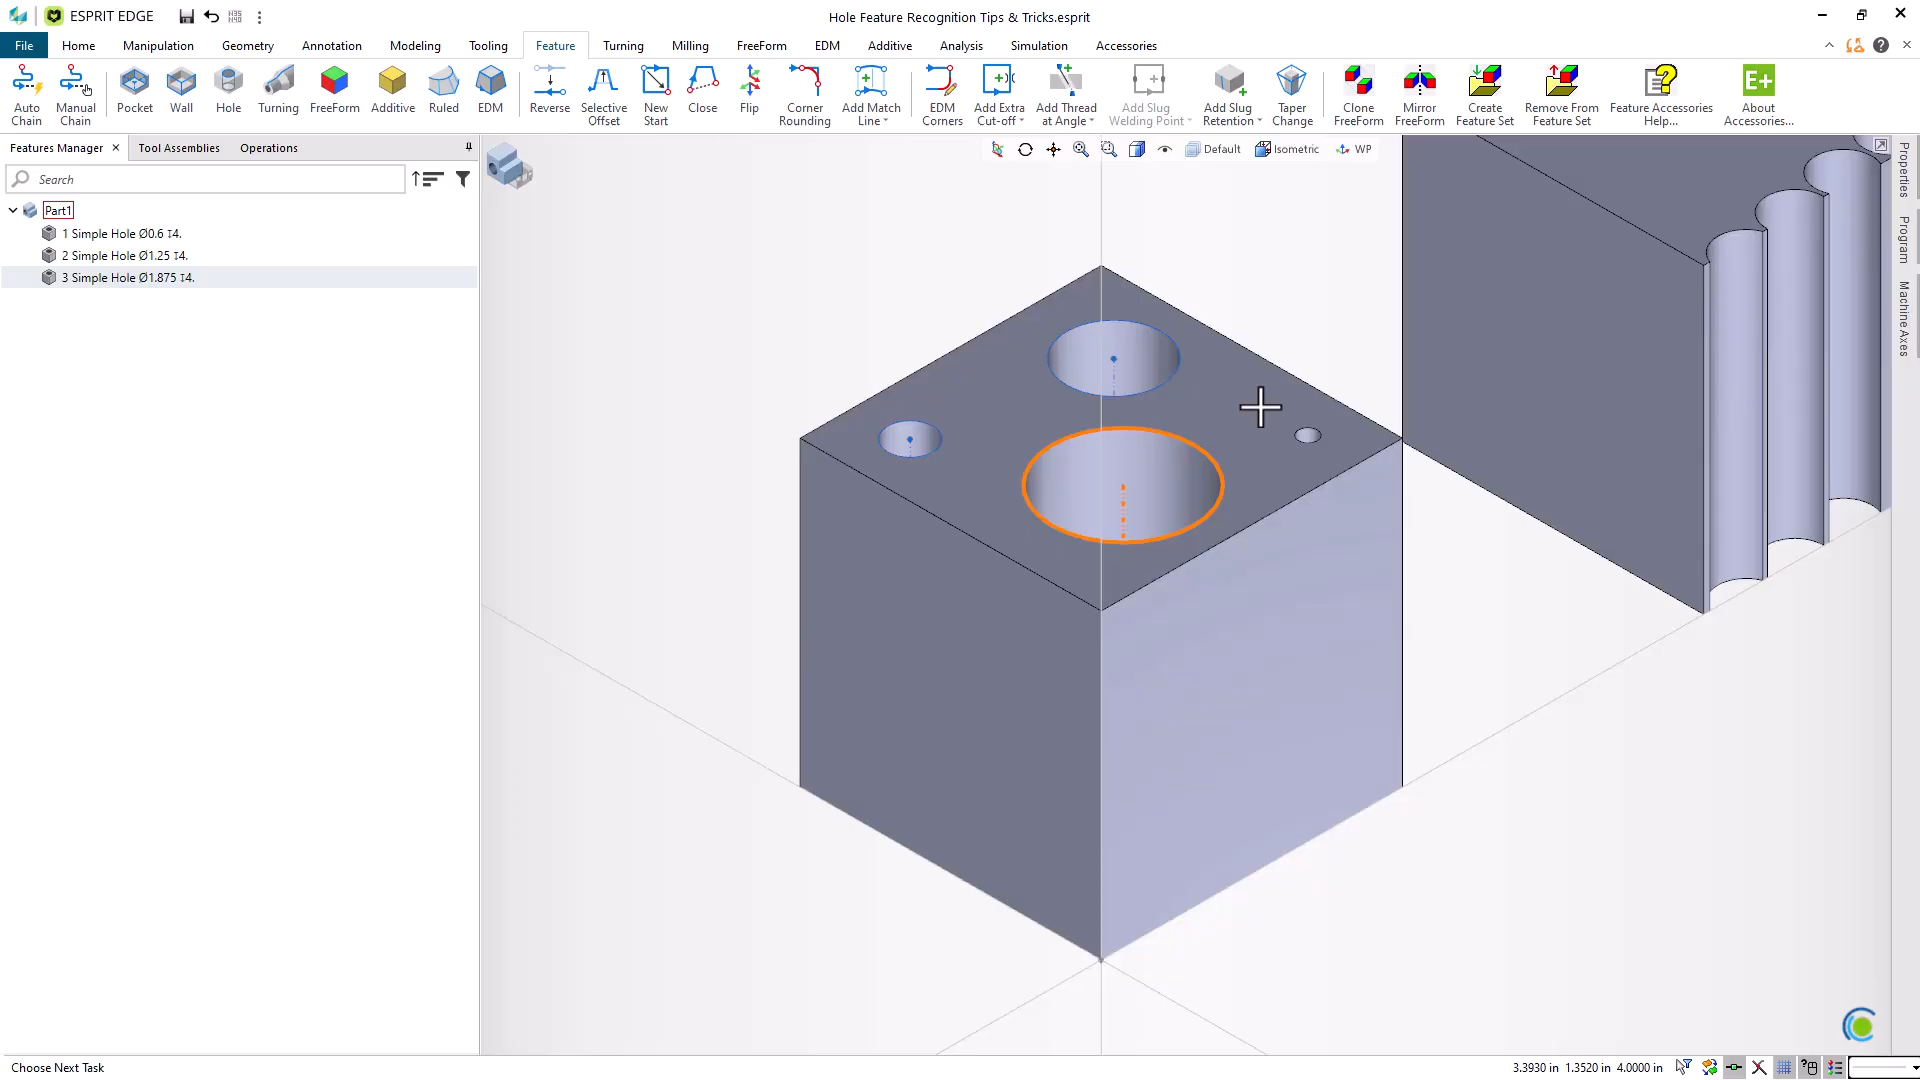 ESPRIT EDGE
Hole Feature Recognition Tips & Tricks.esprit
File Home Manipulation Geometry Annotation Modeling Tooling Feature Turning Milling FreeForm EDM Additive Analysis Simulation Accessories
Auto Chain
Manual Chain
Pocket
Wall
Hole
Turning
FreeForm
Additive
Ruled
EDM
Reverse
Selective Offset
New Start
Close
Flip
Corner Rounding
Add Match Line
EDM Corners
Add Extra Cut-off
Add Thread at Angle
Add Slug Welding Point
Add Slug Retention
Taper Change
Clone FreeForm
Mirror FreeForm
Create Feature Set
Remove From Feature Set
Feature Accessories Help...
About Accessories...
Features Manager Tool Assemblies Operations
Default Isometric WP
Search
Part1
1 Simple Hole Ø0.6 ↧4.
2 Simple Hole Ø1.25 ↧4.
3 Simple Hole Ø1.875 ↧4.
Properties
Program
Machine Axes
Choose Next Task
3.3930 in 1.3520 in 4.0000 in